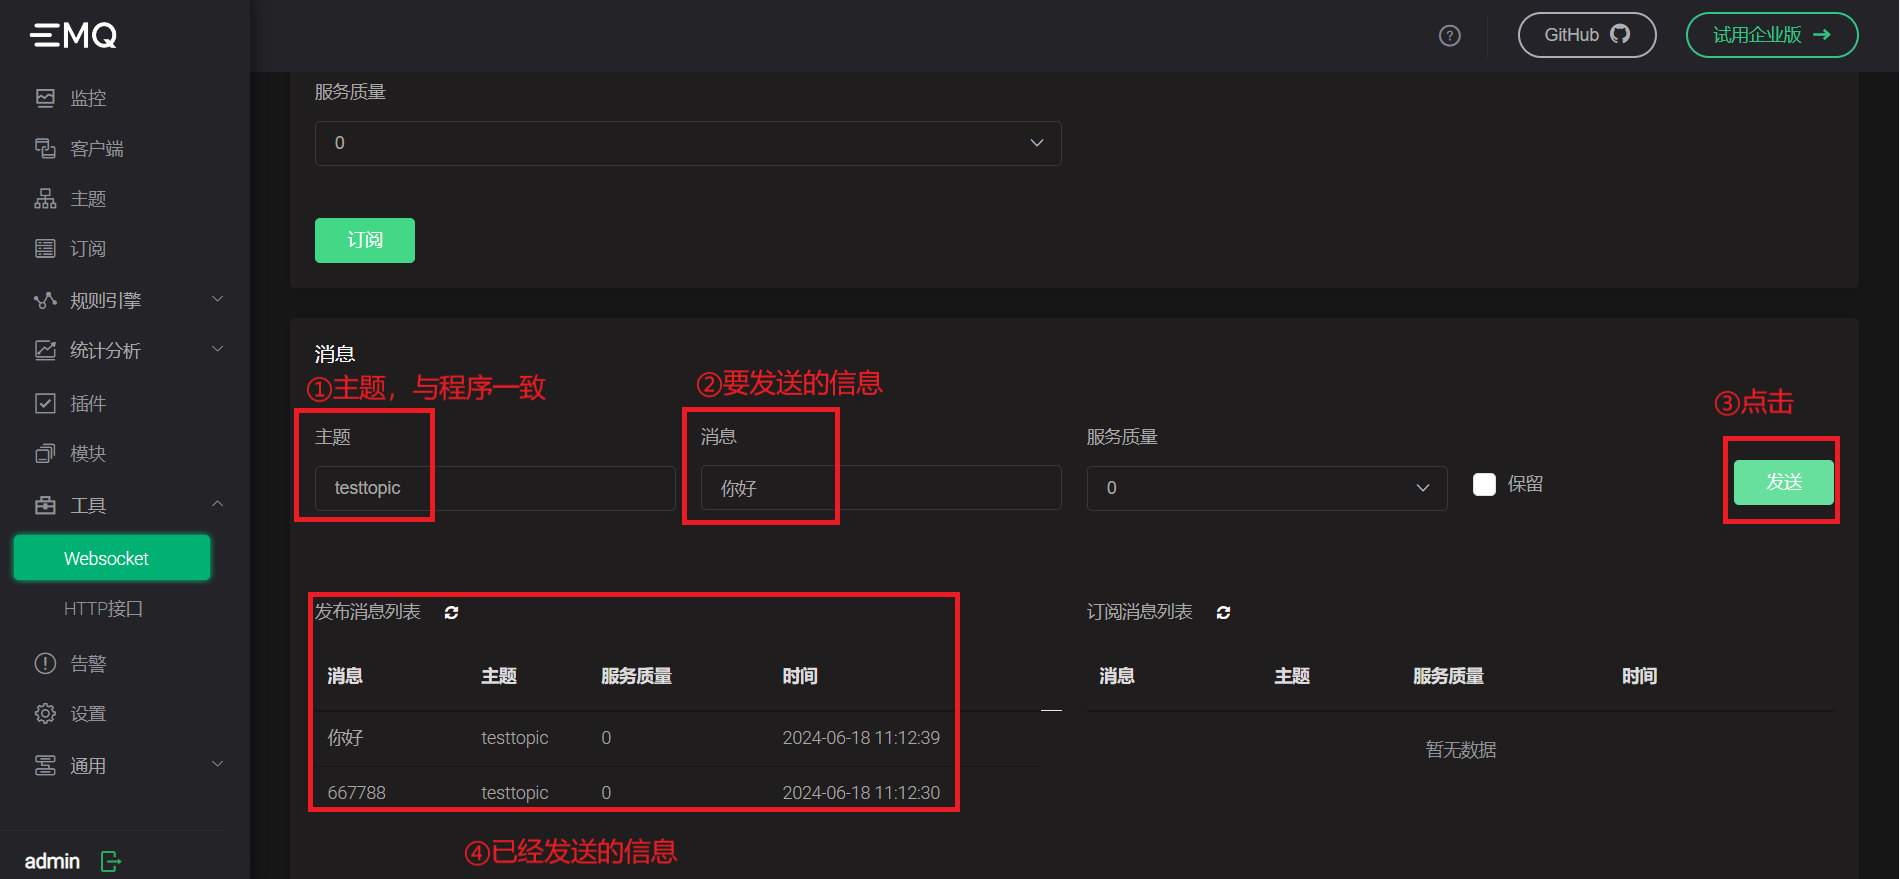 EMQ
监控
客户端
主题
订阅
规则引擎
统计分析
插件
模块
工具
Websocket
HTTP接口
告警
设置
通用
admin
?
GitHub
试用企业版 →
服务质量
0
订阅
消息
①主题，与程序一致
②要发送的信息
③点击
主题
消息
服务质量
testtopic
你好
0
保留
发送
发布消息列表
消息 主题 服务质量 时间
你好 testtopic 0 2024-06-18 11:12:39
667788 testtopic 0 2024-06-18 11:12:30
④已经发送的信息
订阅消息列表
消息 主题 服务质量 时间
暂无数据